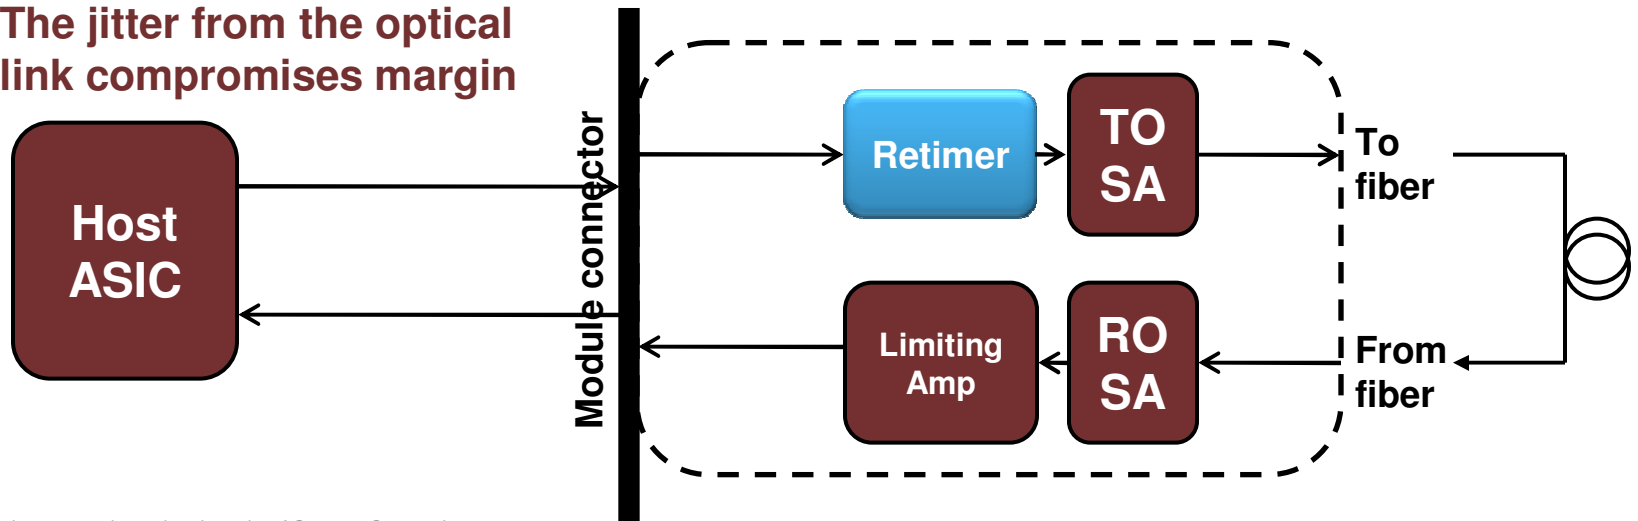 The jitter from the optical
link compromises margin
Host
ASIC
Module connector
Retimer
TO
SA
To
fiber
Limiting
Amp
RO
SA
From
fiber